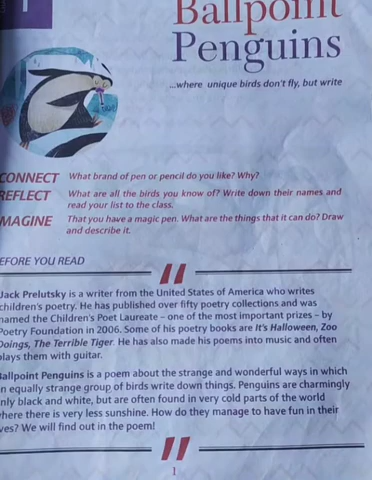 1
Ballpoint
Penguins
...where unique birds don't fly, but write
CONNECT What brand of pen or pencil do you like? Why?
REFLECT What are all the birds you know of? Write down their names and
read your list to the class.
MAGINE That you have a magic pen. What are the things that it can do? Draw
and describe it.
EFORE YOU READ
Jack Prelutsky is a writer from the United States of America who writes
children's poetry. He has published over fifty poetry collections and was
named the Children's Poet Laureate – one of the most important prizes – by
Poetry Foundation in 2006. Some of his poetry books are It's Halloween, Zoo
Doings, The Terrible Tiger. He has also made his poems into music and often
plays them with guitar.
Ballpoint Penguins is a poem about the strange and wonderful ways in which
n equally strange group of birds write down things. Penguins are charmingly
nly black and white, but are often found in very cold parts of the world
where there is very less sunshine. How do they manage to have fun in their
ves? We will find out in the poem!
1